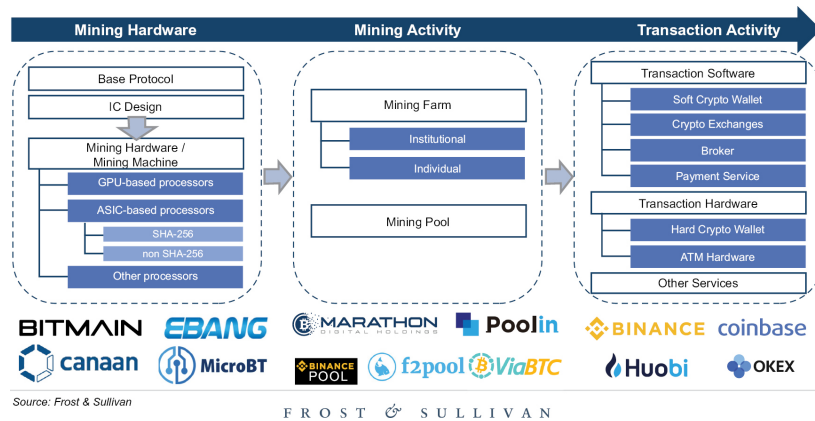 Mining Hardware
Mining Activity
Transaction Activity
Base Protocol
IC Design
Mining Hardware /
Mining Machine
GPU-based processors
ASIC-based processors
SHA-256
non SHA-256
Other processors
Mining Farm
Institutional
Individual
Mining Pool
Transaction Software
Soft Crypto Wallet
Crypto Exchanges
Broker
Payment Service
Transaction Hardware
Hard Crypto Wallet
ATM Hardware
Other Services
BITMAIN
EBANG
canaan
MicroBT
MARATHON
DIGITAL HOLDINGS
Poolin
BINANCE
POOL
f2pool
ViaBTC
BINANCE
coinbase
Huobi
OKEX
Source: Frost & Sullivan
FROST & SULLIVAN